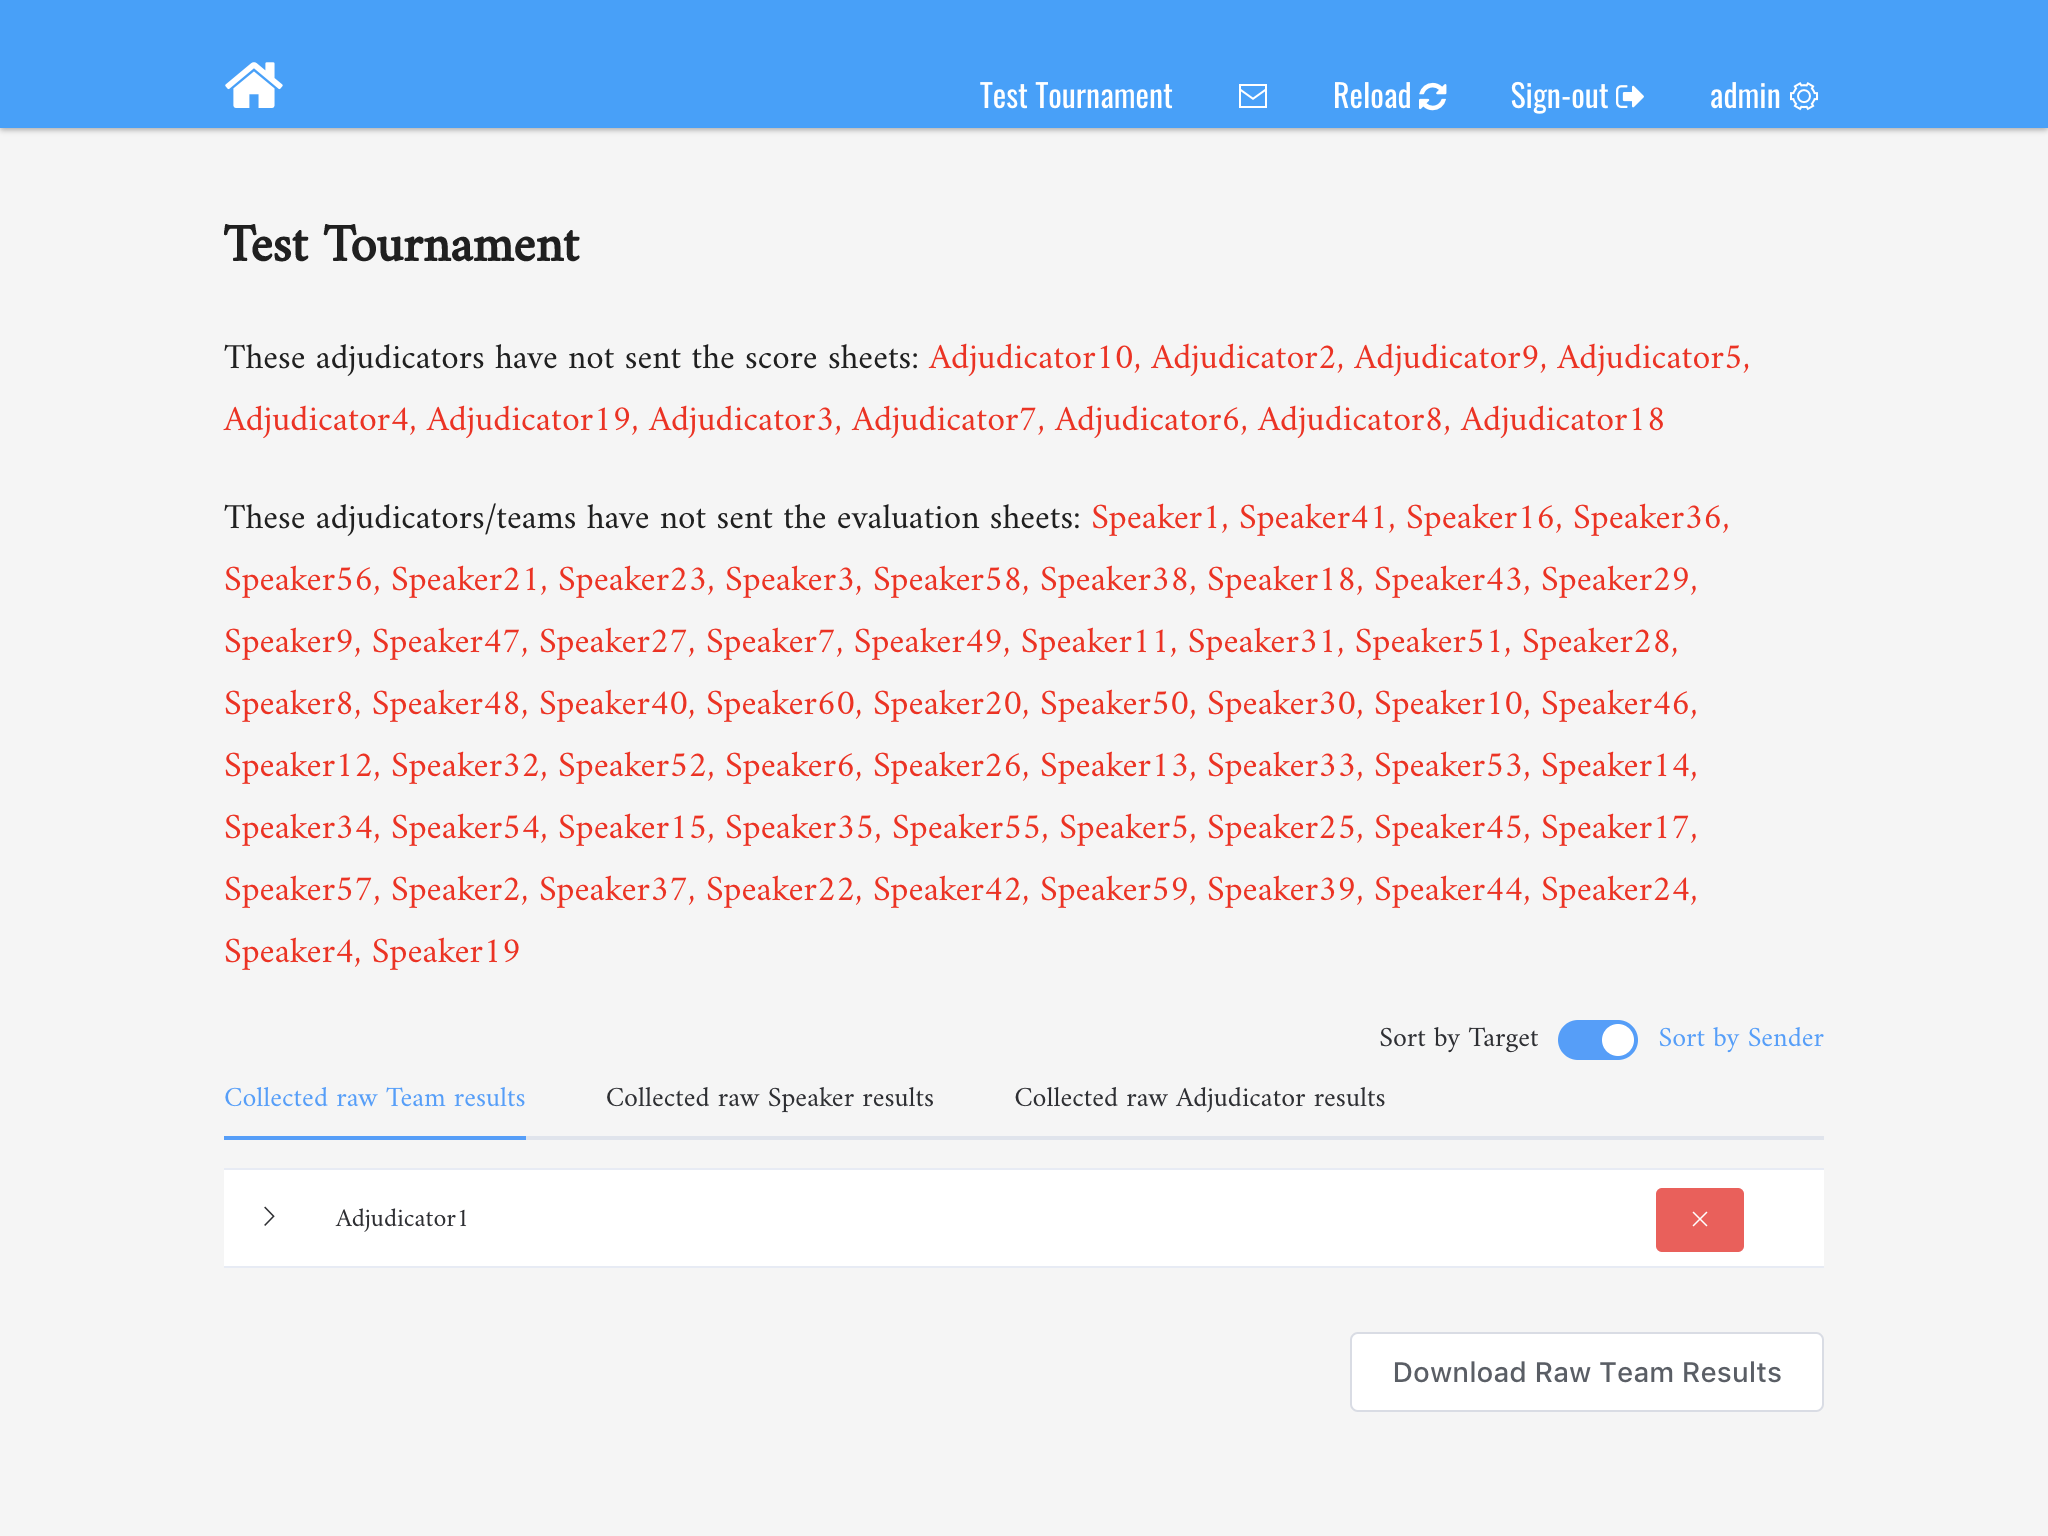 Test Tournament
Reload
Sign-out
admin
Test Tournament
These adjudicators have not sent the score sheets: Adjudicator10, Adjudicator2, Adjudicator9, Adjudicator5,
Adjudicator4, Adjudicator19, Adjudicator3, Adjudicator7, Adjudicator6, Adjudicator8, Adjudicator18
These adjudicators/teams have not sent the evaluation sheets: Speaker1, Speaker41, Speaker16, Speaker36,
Speaker56, Speaker21, Speaker23, Speaker3, Speaker58, Speaker38, Speaker18, Speaker43, Speaker29,
Speaker9, Speaker47, Speaker27, Speaker7, Speaker49, Speaker11, Speaker31, Speaker51, Speaker28,
Speaker8, Speaker48, Speaker40, Speaker60, Speaker20, Speaker50, Speaker30, Speaker10, Speaker46,
Speaker12, Speaker32, Speaker52, Speaker6, Speaker26, Speaker13, Speaker33, Speaker53, Speaker14,
Speaker34, Speaker54, Speaker15, Speaker35, Speaker55, Speaker5, Speaker25, Speaker45, Speaker17,
Speaker57, Speaker2, Speaker37, Speaker22, Speaker42, Speaker59, Speaker39, Speaker44, Speaker24,
Speaker4, Speaker19
Sort by Target
Sort by Sender
Collected raw Team results
Collected raw Speaker results
Collected raw Adjudicator results
Adjudicator1
Download Raw Team Results